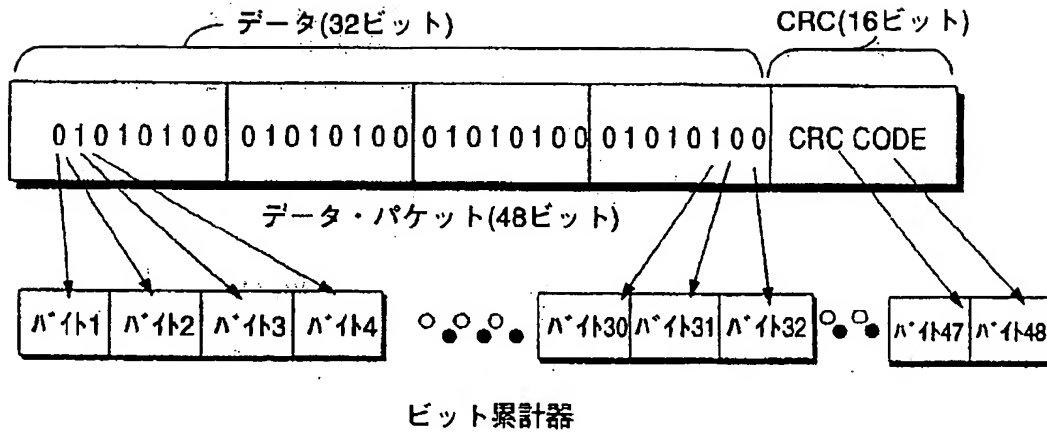 データ(32ビット) CRC(16ビット)
01010100 01010100 01010100 01010100 CRC CODE
データ・パケット(48ビット)
バイト1 バイト2 バイト3 バイト4 バイト30 バイト31 バイト32 バイト47 バイト48
ビット累計器